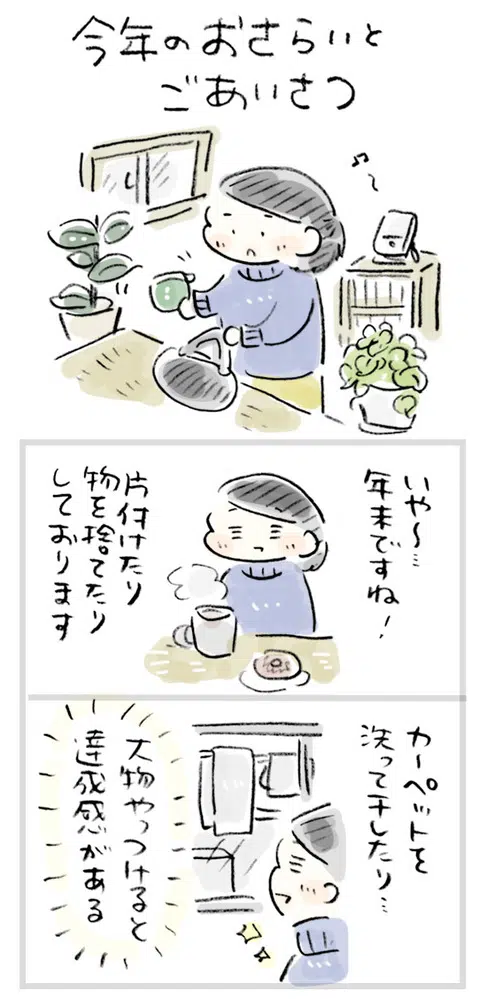 今年のおさらいと
ごあいさつ
いや〜…
年末ですね!
片付けたり
物を捨てたり
しております
カーペットを
洗って干したり…
大物やっつけると
達成感がある